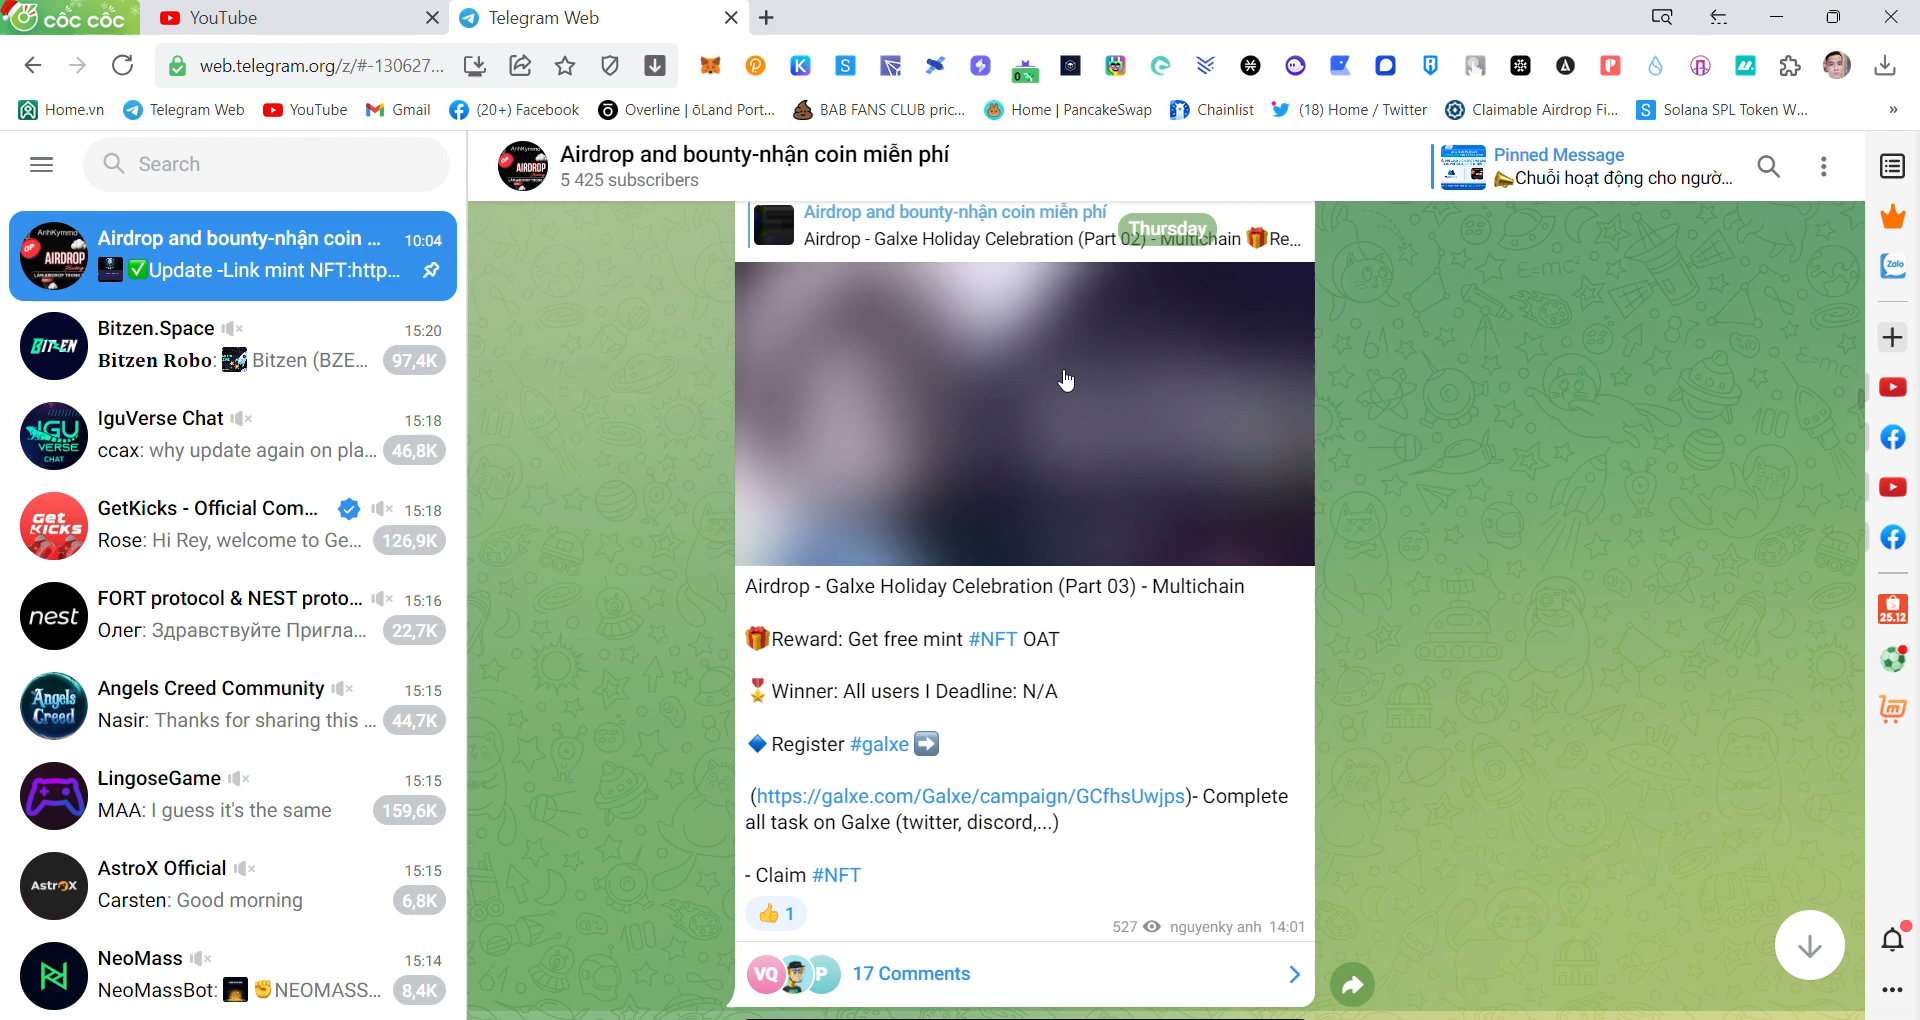 cốc cốc
YouTube
Telegram Web
web.telegram.org/z/#-130627...
Home.vn
Telegram Web
YouTube
Gmail
(20+) Facebook
Overline | ōLand Port...
BAB FANS CLUB pric...
Home | PancakeSwap
Chainlist
(18) Home / Twitter
Claimable Airdrop Fi...
Solana SPL Token W...
Search
Airdrop and bounty-nhận coin miễn phí
5 425 subscribers
Pinned Message
Chuỗi hoạt động cho ngườ...
Airdrop and bounty-nhận coin ... 10:04
Update -Link mint NFT:http...
Bitzen.Space 15:20
Bitzen Robo: Bitzen (BZE... 97,4K
IguVerse Chat 15:18
ccax: why update again on pla... 46,8K
GetKicks - Official Com... 15:18
Rose: Hi Rey, welcome to Ge... 126,9K
FORT protocol & NEST proto... 15:16
Олег: Здравствуйте Пригла... 22,7K
Angels Creed Community 15:15
Nasir: Thanks for sharing this ... 44,7K
LingoseGame 15:15
MAA: I guess it's the same 159,6K
AstroX Official 15:15
Carsten: Good morning 6,8K
NeoMass 15:14
NeoMassBot: NEOMASS... 8,4K
Airdrop and bounty-nhận coin miễn phí
Thursday
Airdrop - Galxe Holiday Celebration (Part 02) - Multichain 🎁Re...
Airdrop - Galxe Holiday Celebration (Part 03) - Multichain
🎁Reward: Get free mint #NFT OAT
🎖Winner: All users I Deadline: N/A
🔷Register #galxe ➡
(https://galxe.com/Galxe/campaign/GCfhsUwjps)- Complete
all task on Galxe (twitter, discord,...)
- Claim #NFT
👍 1
527 nguyenky anh 14:01
VQ P 17 Comments
Zalo
25.12